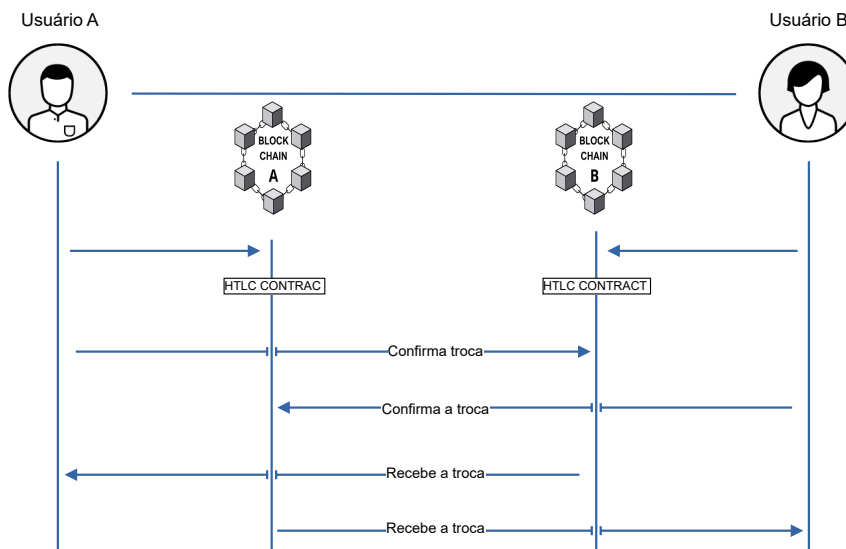 Usuário A
Usuário B
BLOCK
CHAIN
A
BLOCK
CHAIN
B
HTLC CONTRAC
HTLC CONTRACT
Confirma troca
Confirma a troca
Recebe a troca
Recebe a troca